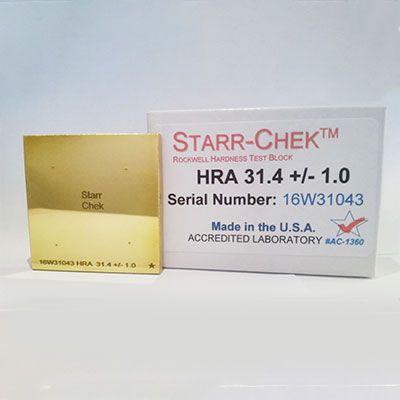 Starr
Chek
16W31043 HRA 31.4 +/- 1.0
STARR-CHEK™
ROCKWELL HARDNESS TEST BLOCK
HRA 31.4 +/- 1.0
Serial Number: 16W31043
Made in the U.S.A.
ACCREDITED LABORATORY #AC-1360